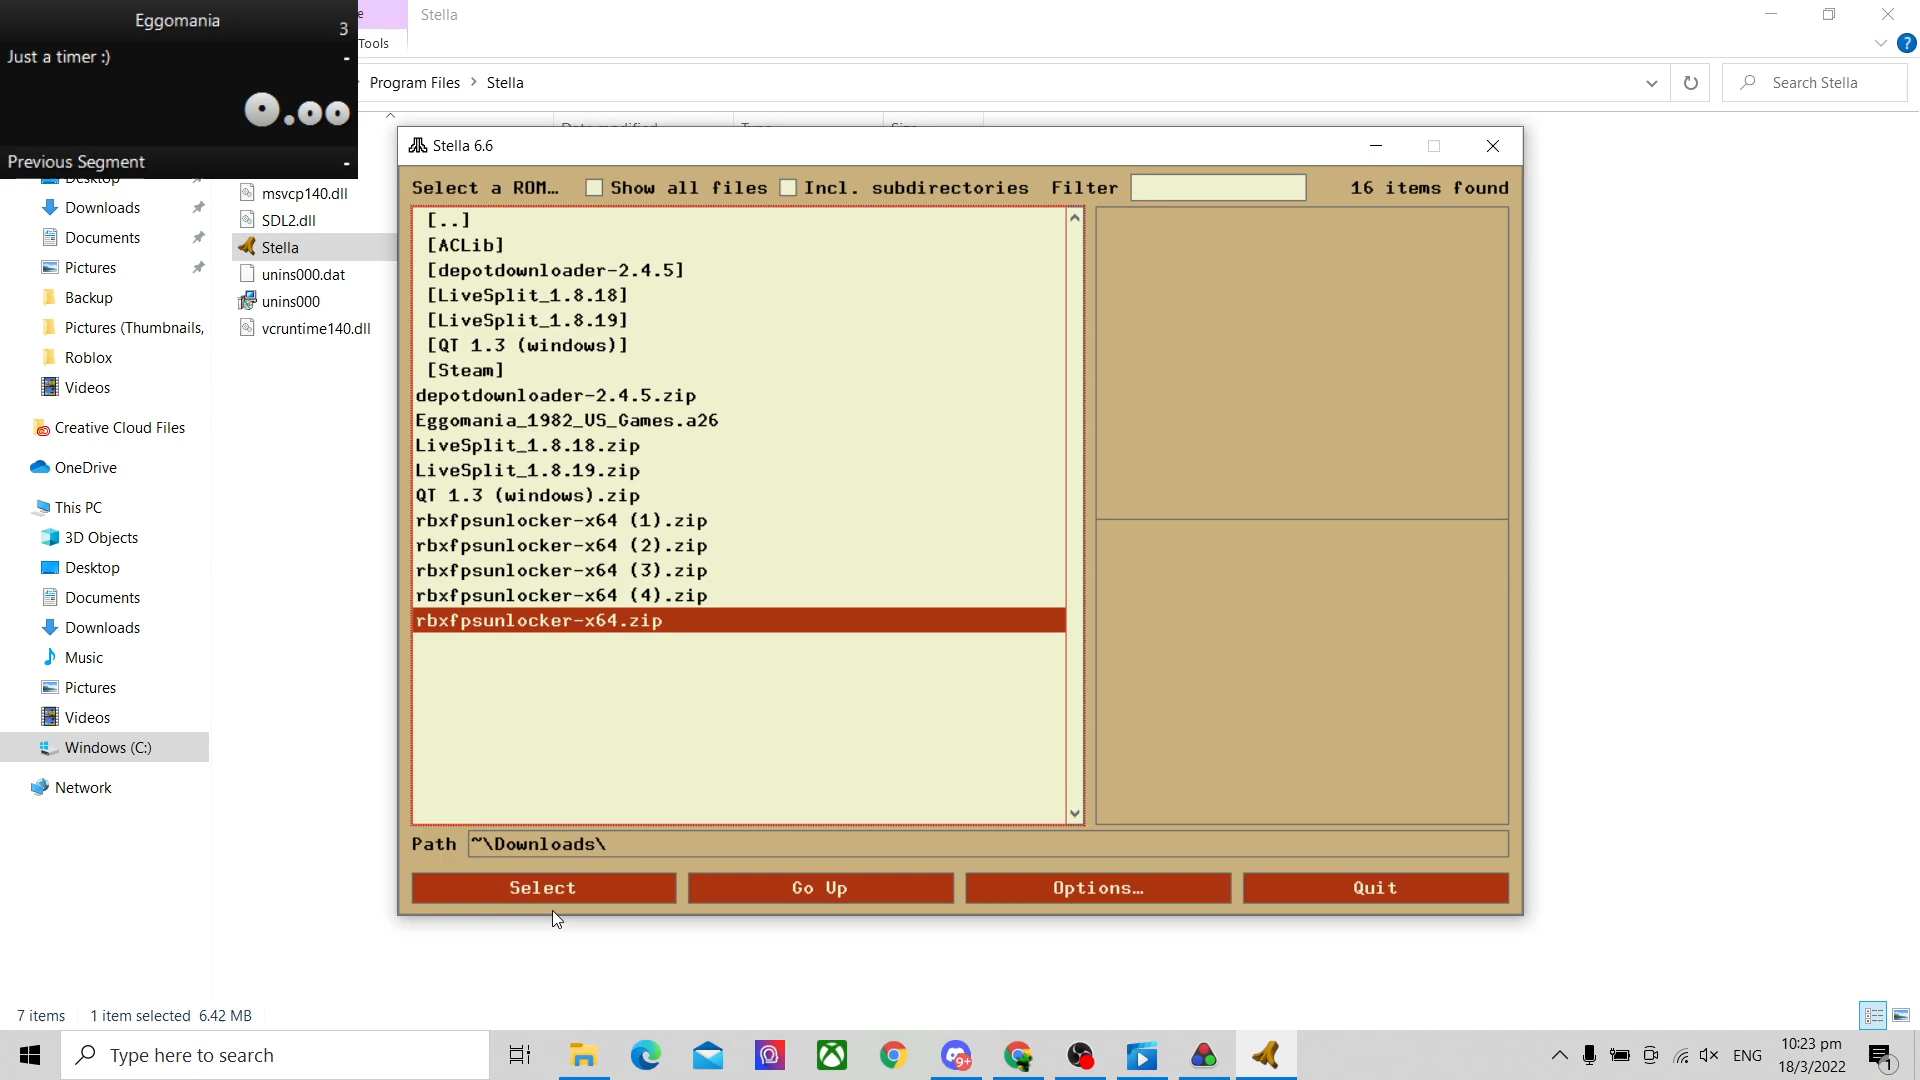 Eggomania
3
Just a timer :)
-
0.00
Previous Segment
-
Stella
Tools
?
Program Files > Stella
Search Stella
Downloads
Documents
Pictures
Backup
Pictures (Thumbnails,
Roblox
Videos
Creative Cloud Files
OneDrive
This PC
3D Objects
Desktop
Documents
Downloads
Music
Pictures
Videos
Windows (C:)
Network
msvcp140.dll
SDL2.dll
Stella
unins000.dat
unins000
vcruntime140.dll
Stella 6.6
Select a ROM… Show all files Incl. subdirectories Filter 16 items found
[..]
[ACLib]
[depotdownloader-2.4.5]
[LiveSplit_1.8.18]
[LiveSplit_1.8.19]
[QT 1.3 (windows)]
[Steam]
depotdownloader-2.4.5.zip
Eggomania_1982_US_Games.a26
LiveSplit_1.8.18.zip
LiveSplit_1.8.19.zip
QT 1.3 (windows).zip
rbxfpsunlocker-x64 (1).zip
rbxfpsunlocker-x64 (2).zip
rbxfpsunlocker-x64 (3).zip
rbxfpsunlocker-x64 (4).zip
rbxfpsunlocker-x64.zip
Path ~\Downloads\
Select Go Up Options… Quit
7 items 1 item selected 6.42 MB
Type here to search
9+
ENG
10:23 pm
18/3/2022
1